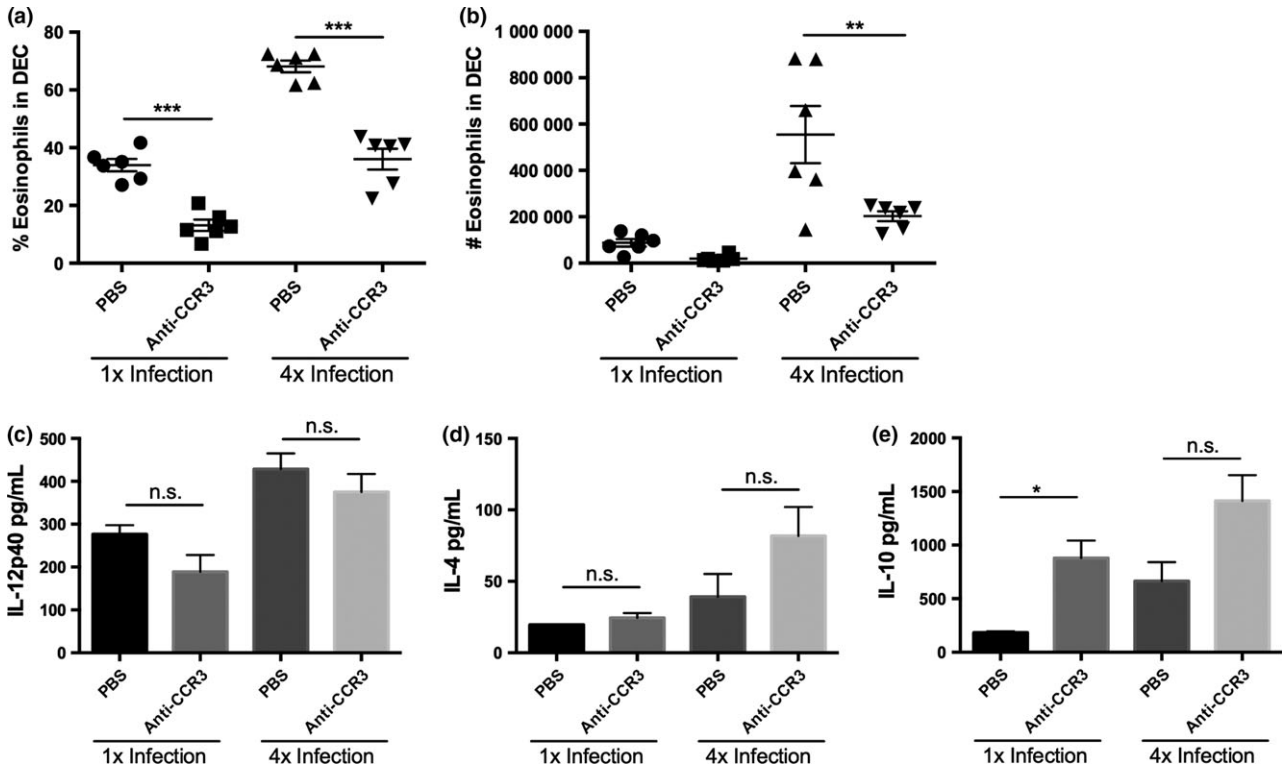 (a)
% Eosinophils in DEC
80
60
40
20
0
***
***
PBS
Anti-CCR3
PBS
Anti-CCR3
1x Infection
4x Infection
(b)
# Eosinophils in DEC
1 000 000
800 000
600 000
400 000
200 000
0
**
PBS
Anti-CCR3
PBS
Anti-CCR3
1x Infection
4x Infection
(c)
IL-12p40 pg/mL
500
400
300
200
100
0
n.s.
n.s.
PBS
Anti-CCR3
PBS
Anti-CCR3
1x Infection
4x Infection
(d)
IL-4 pg/mL
150
100
50
0
n.s.
n.s.
PBS
Anti-CCR3
PBS
Anti-CCR3
1x Infection
4x Infection
(e)
IL-10 pg/mL
2000
1500
1000
500
0
*
n.s.
PBS
Anti-CCR3
PBS
Anti-CCR3
1x Infection
4x Infection